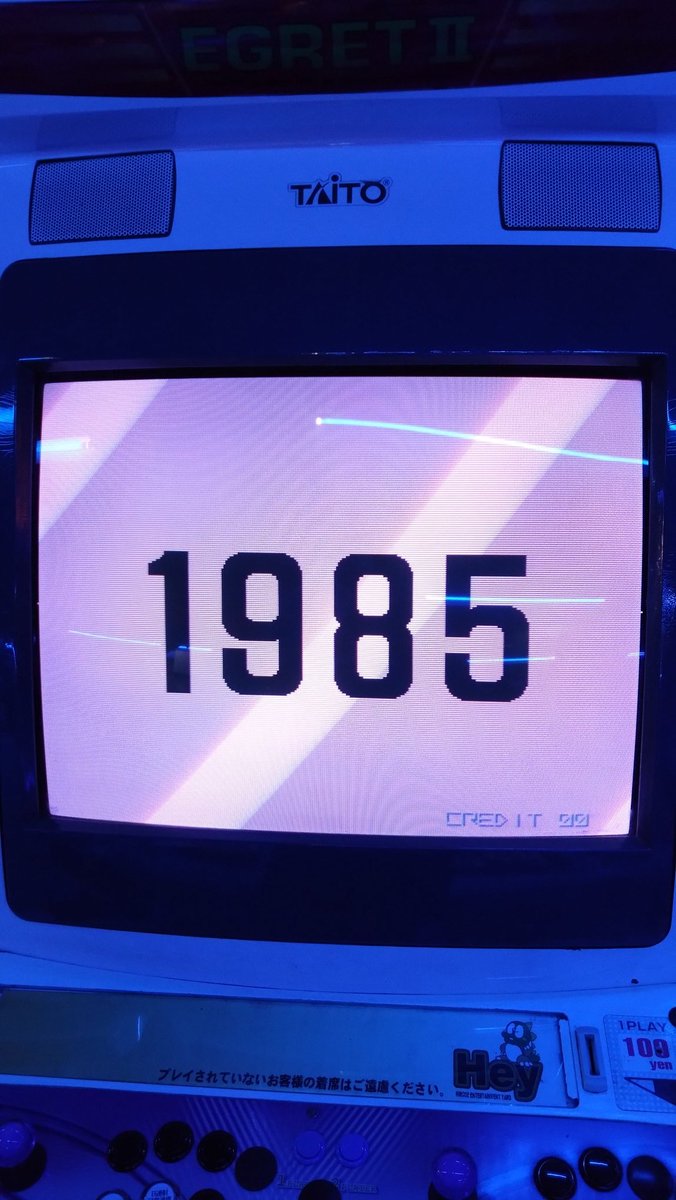 EGRET II
TAITO
1985
CREDIT 00
プレイされていないお客様の着席はご遠慮ください。
Hey
1PLAY
100
yen